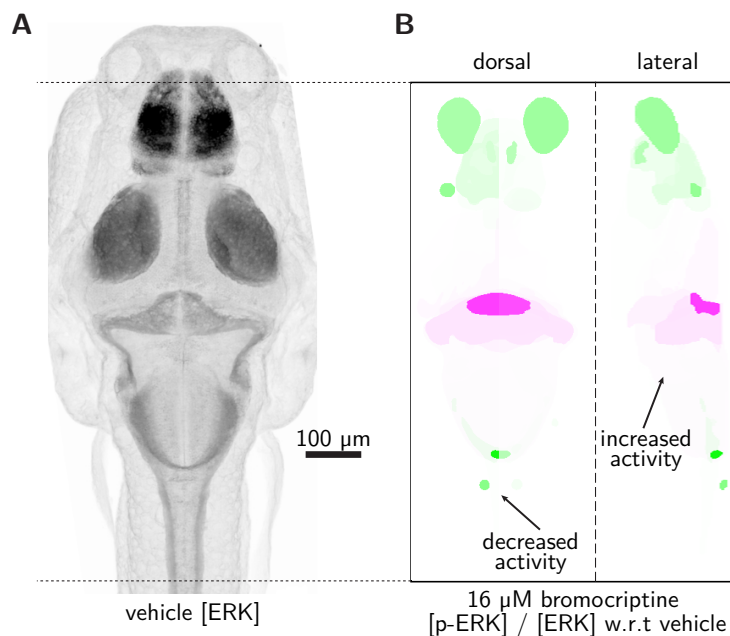 A
B
dorsal
lateral
100 µm
increased
activity
decreased
activity
vehicle [ERK]
16 µM bromocriptine
[p-ERK] / [ERK] w.r.t vehicle